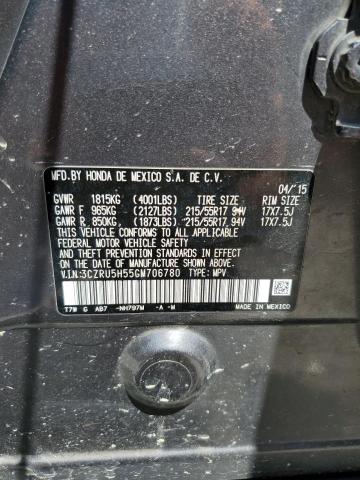 MFD.BY HONDA DE MEXICO S.A. DE C.V.
04/'15
GVWR 1815KG (4001LBS) TIRE SIZE RIM SIZE
GAWR F 965KG (2127LBS) 215/55R17 94V 17X7.5J
GAWR R 850KG (1873LBS) 215/55R17 94V 17X7.5J
THIS VEHICLE CONFORMS TO ALL APPLICABLE
FEDERAL MOTOR VEHICLE SAFETY AND
THEFT PREVENTION STANDARDS IN EFFECT ON
THE DATE OF MANUFACTURE SHOWN ABOVE.
V.I.N:3CZRU5H55GM706780 TYPE: MPV
T7W G AB7 -NH797M -A -M MADE IN MEXICO